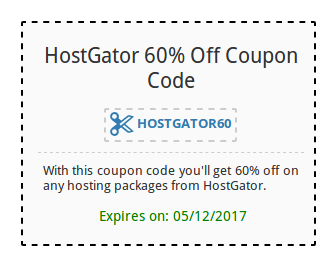 HostGator 60% Off Coupon
Code
HOSTGATOR60
With this coupon code you'll get 60% off on
any hosting packages from HostGator.
Expires on: 05/12/2017